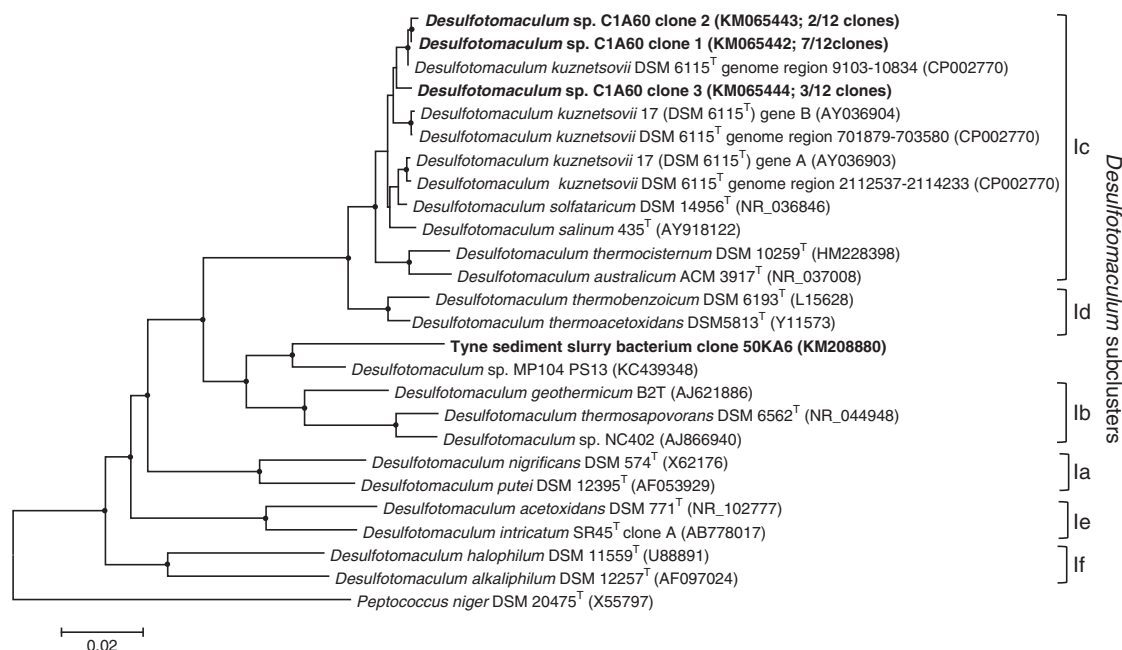 Desulfotomaculum sp. C1A60 clone 2 (KM065443; 2/12 clones)
Desulfotomaculum sp. C1A60 clone 1 (KM065442; 7/12clones)
Desulfotomaculum kuznetsovii DSM 6115ᵀ genome region 9103-10834 (CP002770)
Desulfotomaculum sp. C1A60 clone 3 (KM065444; 3/12 clones)
Desulfotomaculum kuznetsovii 17 (DSM 6115ᵀ) gene B (AY036904)
Desulfotomaculum kuznetsovii DSM 6115ᵀ genome region 701879-703580 (CP002770)
Desulfotomaculum kuznetsovii 17 (DSM 6115ᵀ) gene A (AY036903)
Desulfotomaculum kuznetsovii DSM 6115ᵀ genome region 2112537-2114233 (CP002770)
Desulfotomaculum solfataricum DSM 14956ᵀ (NR_036846)
Desulfotomaculum salinum 435ᵀ (AY918122)
Desulfotomaculum thermocisternum DSM 10259ᵀ (HM228398)
Desulfotomaculum australicum ACM 3917ᵀ (NR_037008)
Ic
Desulfotomaculum thermobenzoicum DSM 6193ᵀ (L15628)
Desulfotomaculum thermoacetoxidans DSM5813ᵀ (Y11573)
Id
Tyne sediment slurry bacterium clone 50KA6 (KM208880)
Desulfotomaculum sp. MP104 PS13 (KC439348)
Desulfotomaculum geothermicum B2T (AJ621886)
Desulfotomaculum thermosapovorans DSM 6562ᵀ (NR_044948)
Desulfotomaculum sp. NC402 (AJ866940)
Ib
Desulfotomaculum nigrificans DSM 574ᵀ (X62176)
Desulfotomaculum putei DSM 12395ᵀ (AF053929)
Ia
Desulfotomaculum acetoxidans DSM 771ᵀ (NR_102777)
Desulfotomaculum intricatum SR45ᵀ clone A (AB778017)
Ie
Desulfotomaculum halophilum DSM 11559ᵀ (U88891)
Desulfotomaculum alkaliphilum DSM 12257ᵀ (AF097024)
If
Peptococcus niger DSM 20475ᵀ (X55797)
Desulfotomaculum subclusters
0.02